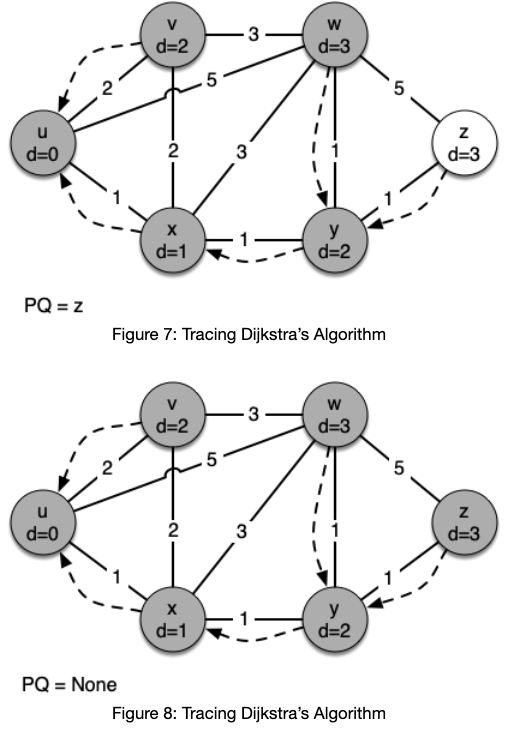 v
d=2
3
w
d=3
2
5
5
u
d=0
2
3
1
z
d=3
1
1
x
d=1
1
y
d=2
PQ = z
Figure 7: Tracing Dijkstra’s Algorithm
v
d=2
3
w
d=3
2
5
5
u
d=0
2
3
1
z
d=3
1
1
x
d=1
1
y
d=2
PQ = None
Figure 8: Tracing Dijkstra’s Algorithm